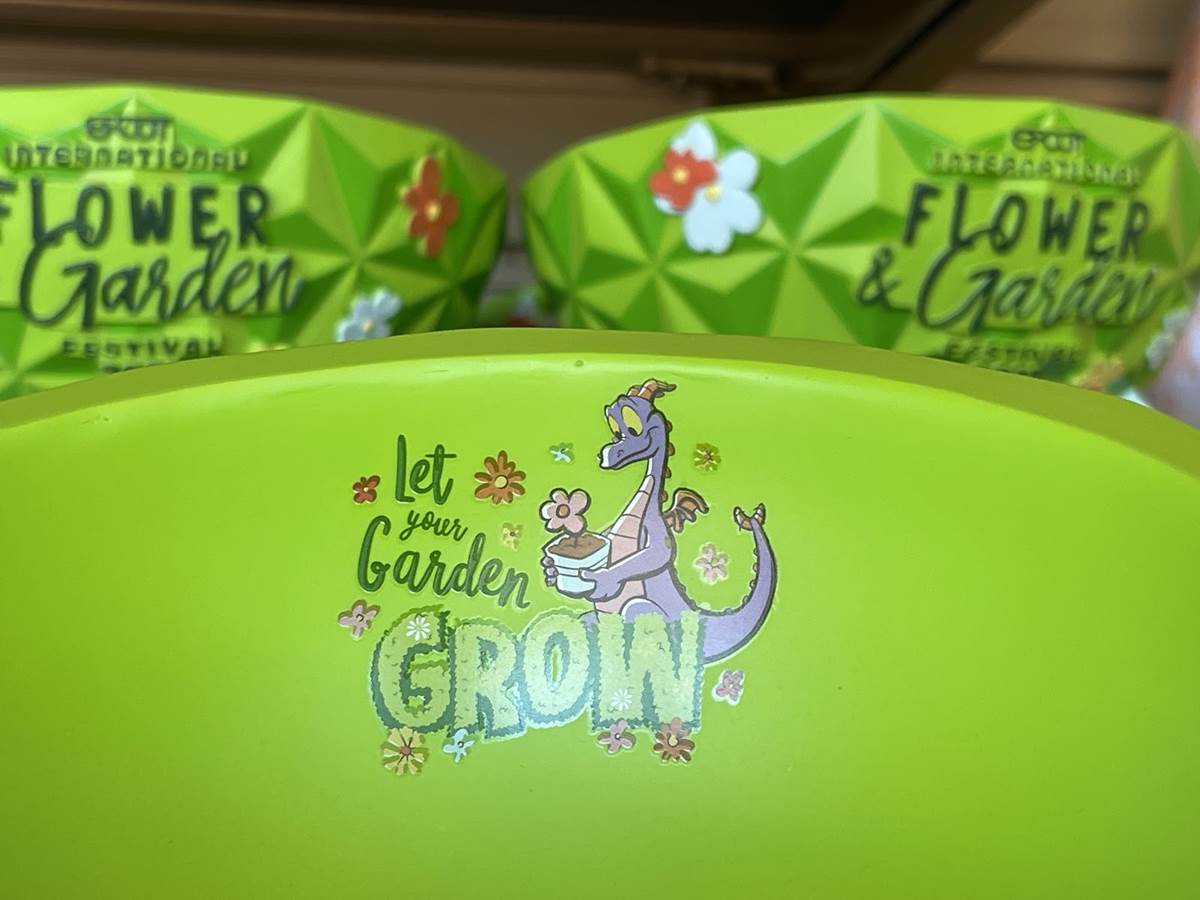 EPCOT
INTERNATIONAL
FLOWER
Garden
FESTIVAL
EPCOT
INTERNATIONAL
FLOWER
& Garden
FESTIVAL
Let
your
Garden
GROW